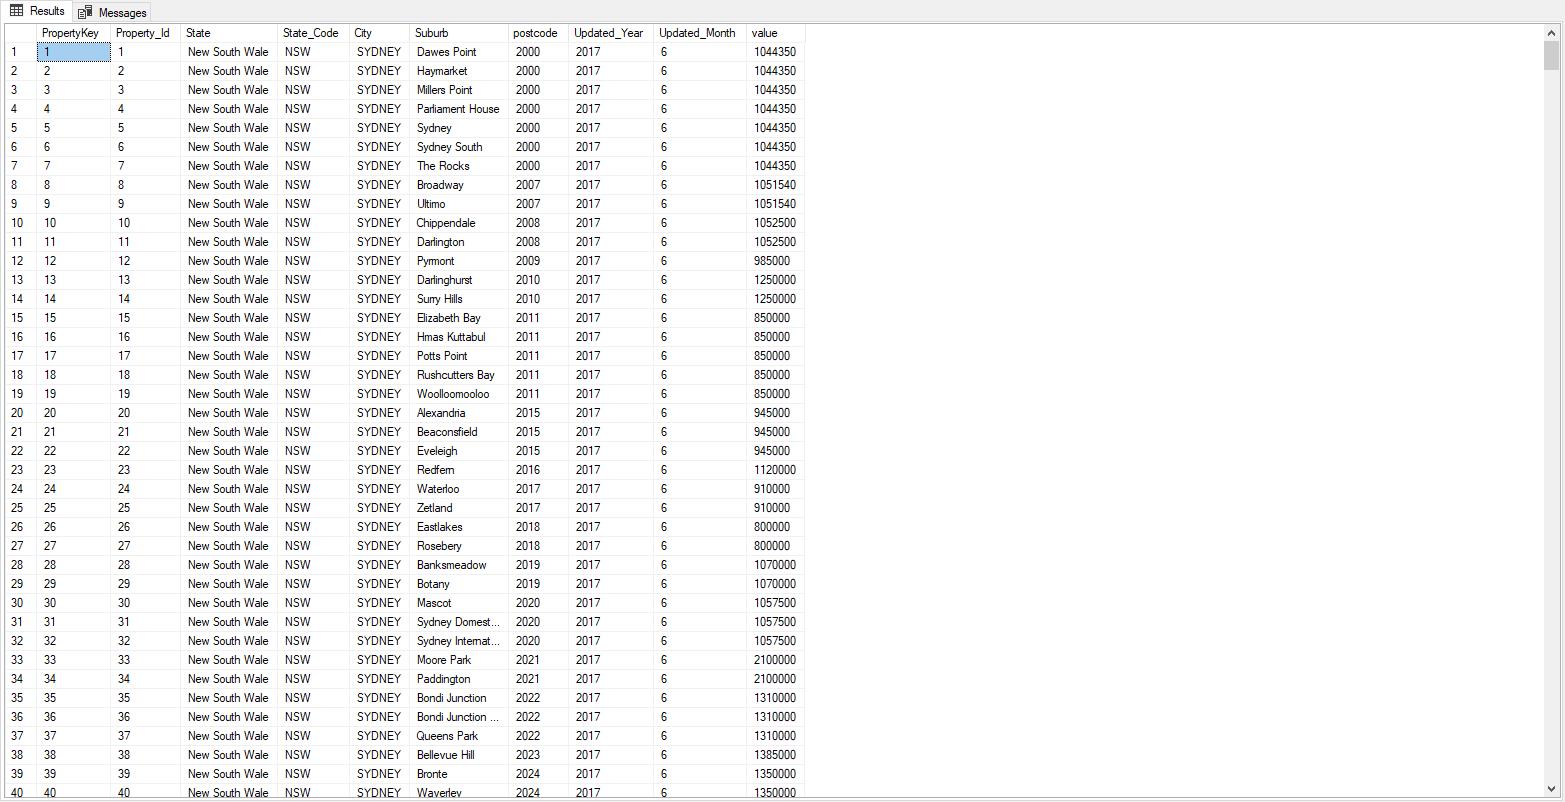 Results Messages
PropertyKey Property_Id State State_Code City Suburb postcode Updated_Year Updated_Month value
1 1 1 New South Wale NSW SYDNEY Dawes Point 2000 2017 6 1044350
2 2 2 New South Wale NSW SYDNEY Haymarket 2000 2017 6 1044350
3 3 3 New South Wale NSW SYDNEY Millers Point 2000 2017 6 1044350
4 4 4 New South Wale NSW SYDNEY Parliament House 2000 2017 6 1044350
5 5 5 New South Wale NSW SYDNEY Sydney 2000 2017 6 1044350
6 6 6 New South Wale NSW SYDNEY Sydney South 2000 2017 6 1044350
7 7 7 New South Wale NSW SYDNEY The Rocks 2000 2017 6 1044350
8 8 8 New South Wale NSW SYDNEY Broadway 2007 2017 6 1051540
9 9 9 New South Wale NSW SYDNEY Ultimo 2007 2017 6 1051540
10 10 10 New South Wale NSW SYDNEY Chippendale 2008 2017 6 1052500
11 11 11 New South Wale NSW SYDNEY Darlington 2008 2017 6 1052500
12 12 12 New South Wale NSW SYDNEY Pyrmont 2009 2017 6 985000
13 13 13 New South Wale NSW SYDNEY Darlinghurst 2010 2017 6 1250000
14 14 14 New South Wale NSW SYDNEY Surry Hills 2010 2017 6 1250000
15 15 15 New South Wale NSW SYDNEY Elizabeth Bay 2011 2017 6 850000
16 16 16 New South Wale NSW SYDNEY Hmas Kuttabul 2011 2017 6 850000
17 17 17 New South Wale NSW SYDNEY Potts Point 2011 2017 6 850000
18 18 18 New South Wale NSW SYDNEY Rushcutters Bay 2011 2017 6 850000
19 19 19 New South Wale NSW SYDNEY Woolloomooloo 2011 2017 6 850000
20 20 20 New South Wale NSW SYDNEY Alexandria 2015 2017 6 945000
21 21 21 New South Wale NSW SYDNEY Beaconsfield 2015 2017 6 945000
22 22 22 New South Wale NSW SYDNEY Eveleigh 2015 2017 6 945000
23 23 23 New South Wale NSW SYDNEY Redfern 2016 2017 6 1120000
24 24 24 New South Wale NSW SYDNEY Waterloo 2017 2017 6 910000
25 25 25 New South Wale NSW SYDNEY Zetland 2017 2017 6 910000
26 26 26 New South Wale NSW SYDNEY Eastlakes 2018 2017 6 800000
27 27 27 New South Wale NSW SYDNEY Rosebery 2018 2017 6 800000
28 28 28 New South Wale NSW SYDNEY Banksmeadow 2019 2017 6 1070000
29 29 29 New South Wale NSW SYDNEY Botany 2019 2017 6 1070000
30 30 30 New South Wale NSW SYDNEY Mascot 2020 2017 6 1057500
31 31 31 New South Wale NSW SYDNEY Sydney Domest... 2020 2017 6 1057500
32 32 32 New South Wale NSW SYDNEY Sydney Internat... 2020 2017 6 1057500
33 33 33 New South Wale NSW SYDNEY Moore Park 2021 2017 6 2100000
34 34 34 New South Wale NSW SYDNEY Paddington 2021 2017 6 2100000
35 35 35 New South Wale NSW SYDNEY Bondi Junction 2022 2017 6 1310000
36 36 36 New South Wale NSW SYDNEY Bondi Junction ... 2022 2017 6 1310000
37 37 37 New South Wale NSW SYDNEY Queens Park 2022 2017 6 1310000
38 38 38 New South Wale NSW SYDNEY Bellevue Hill 2023 2017 6 1385000
39 39 39 New South Wale NSW SYDNEY Bronte 2024 2017 6 1350000
40 40 40 New South Wale NSW SYDNEY Waverley 2024 2017 6 1350000